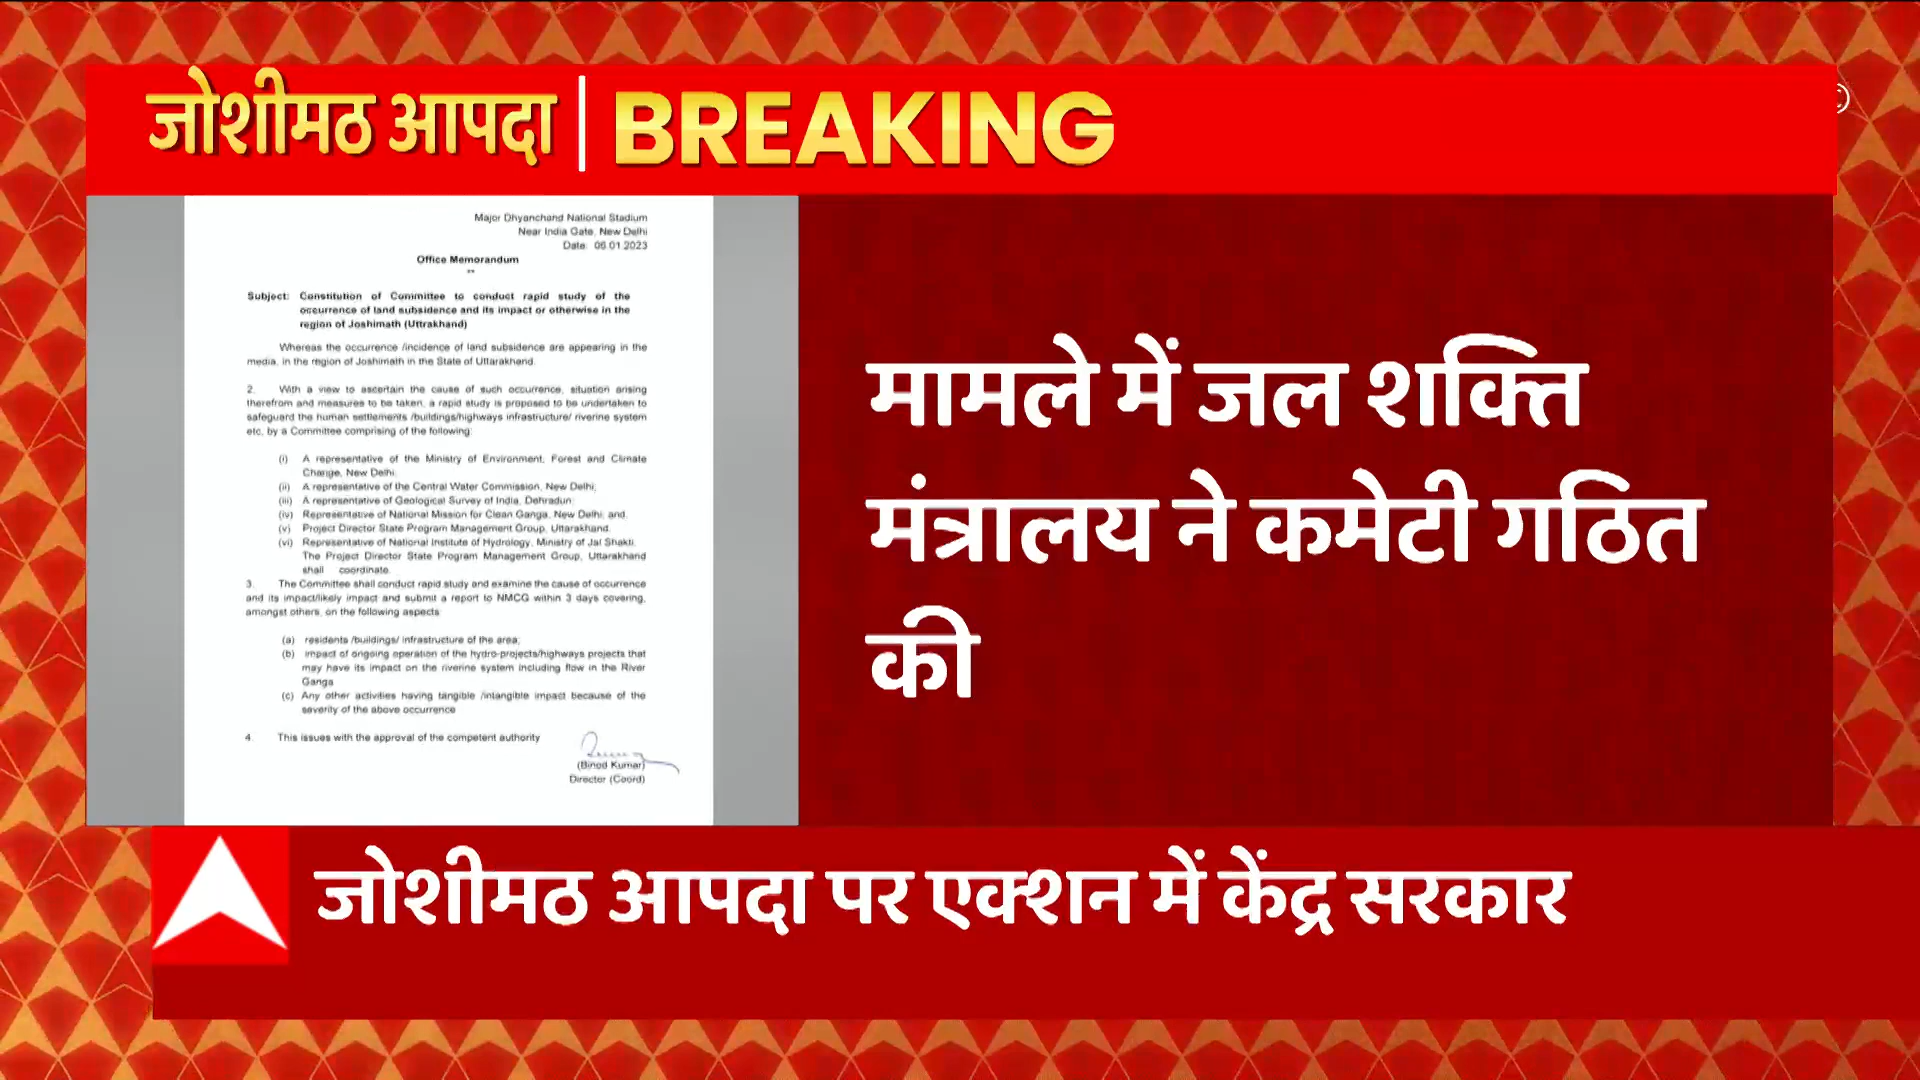 जोशीमठ आपदा
BREAKING
Major Dhyanchand National Stadium
Near India Gate, New Delhi
Date: 06.01.2023
Office Memorandum
**
Subject: Constitution of Committee to conduct rapid study of the
occurrence of land subsidence and its impact or otherwise in the
region of Joshimath (Uttrakhand)
Whereas the occurrence /incidence of land subsidence are appearing in the
media, in the region of Joshimath in the State of Uttarakhand.
2. With a view to ascertain the cause of such occurrence, situation arising
therefrom and measures to be taken, a rapid study is proposed to be undertaken to
safeguard the human settlements /buildings/highways infrastructure/ riverine system
etc. by a Committee comprising of the following:
(i) A representative of the Ministry of Environment, Forest and Climate
Change, New Delhi.
(ii) A representative of the Central Water Commission, New Delhi;
(iii) A representative of Geological Survey of India, Dehradun;
(iv) Representative of National Mission for Clean Ganga, New Delhi; and,
(v) Project Director State Program Management Group, Uttarakhand.
(vi) Representative of National Institute of Hydrology, Ministry of Jal Shakti.
The Project Director State Program Management Group, Uttarakhand
shall coordinate.
3. The Committee shall conduct rapid study and examine the cause of occurrence
and its impact/likely impact and submit a report to NMCG within 3 days covering,
amongst others, on the following aspects
(a) residents /buildings/ infrastructure of the area;
(b) impact of ongoing operation of the hydro-projects/highways projects that
may have its impact on the riverine system including flow in the River
Ganga
(c) Any other activities having tangible /intangible impact because of the
severity of the above occurrence
4. This issues with the approval of the competent authority
(Binod Kumar)
Director (Coord)
मामले में जल शक्ति
मंत्रालय ने कमेटी गठित
की
जोशीमठ आपदा पर एक्शन में केंद्र सरकार